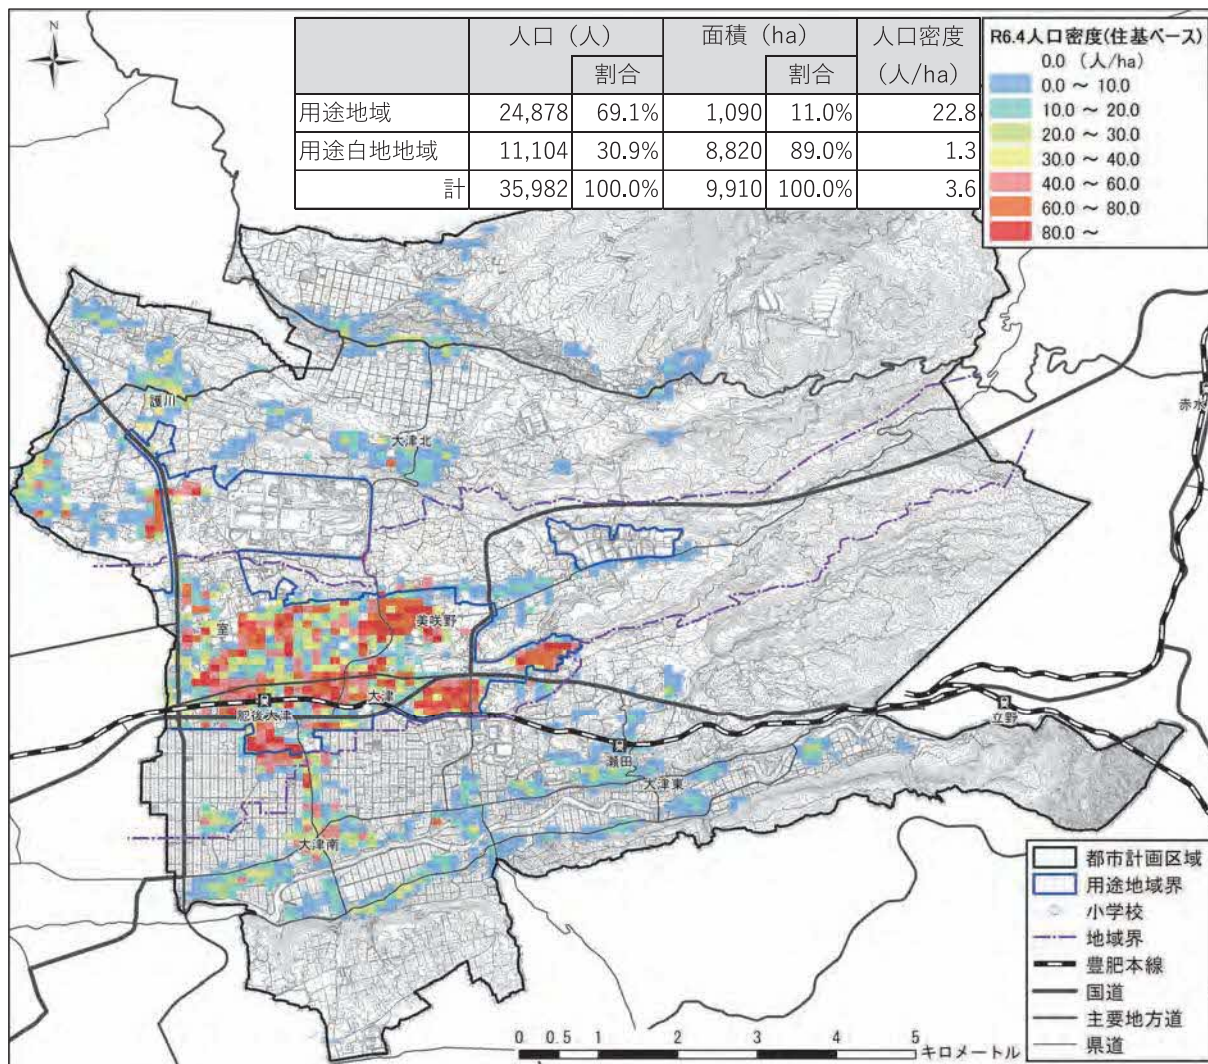 N
人口（人） 面積（ha） 人口密度
割合 割合 （人/ha）
用途地域 24,878 69.1% 1,090 11.0% 22.8
用途白地地域 11,104 30.9% 8,820 89.0% 1.3
計 35,982 100.0% 9,910 100.0% 3.6
R6.4人口密度(住基ベース)
0.0 （人/ha）
0.0 ～ 10.0
10.0 ～ 20.0
20.0 ～ 30.0
30.0 ～ 40.0
40.0 ～ 60.0
60.0 ～ 80.0
80.0 ～
護川
赤水
大津北
室
美咲野
大津
肥後大津
立野
瀬田
大津東
大津南
都市計画区域
用途地域界
小学校
地域界
豊肥本線
国道
主要地方道
県道
0 0.5 1 2 3 4 5
キロメートル